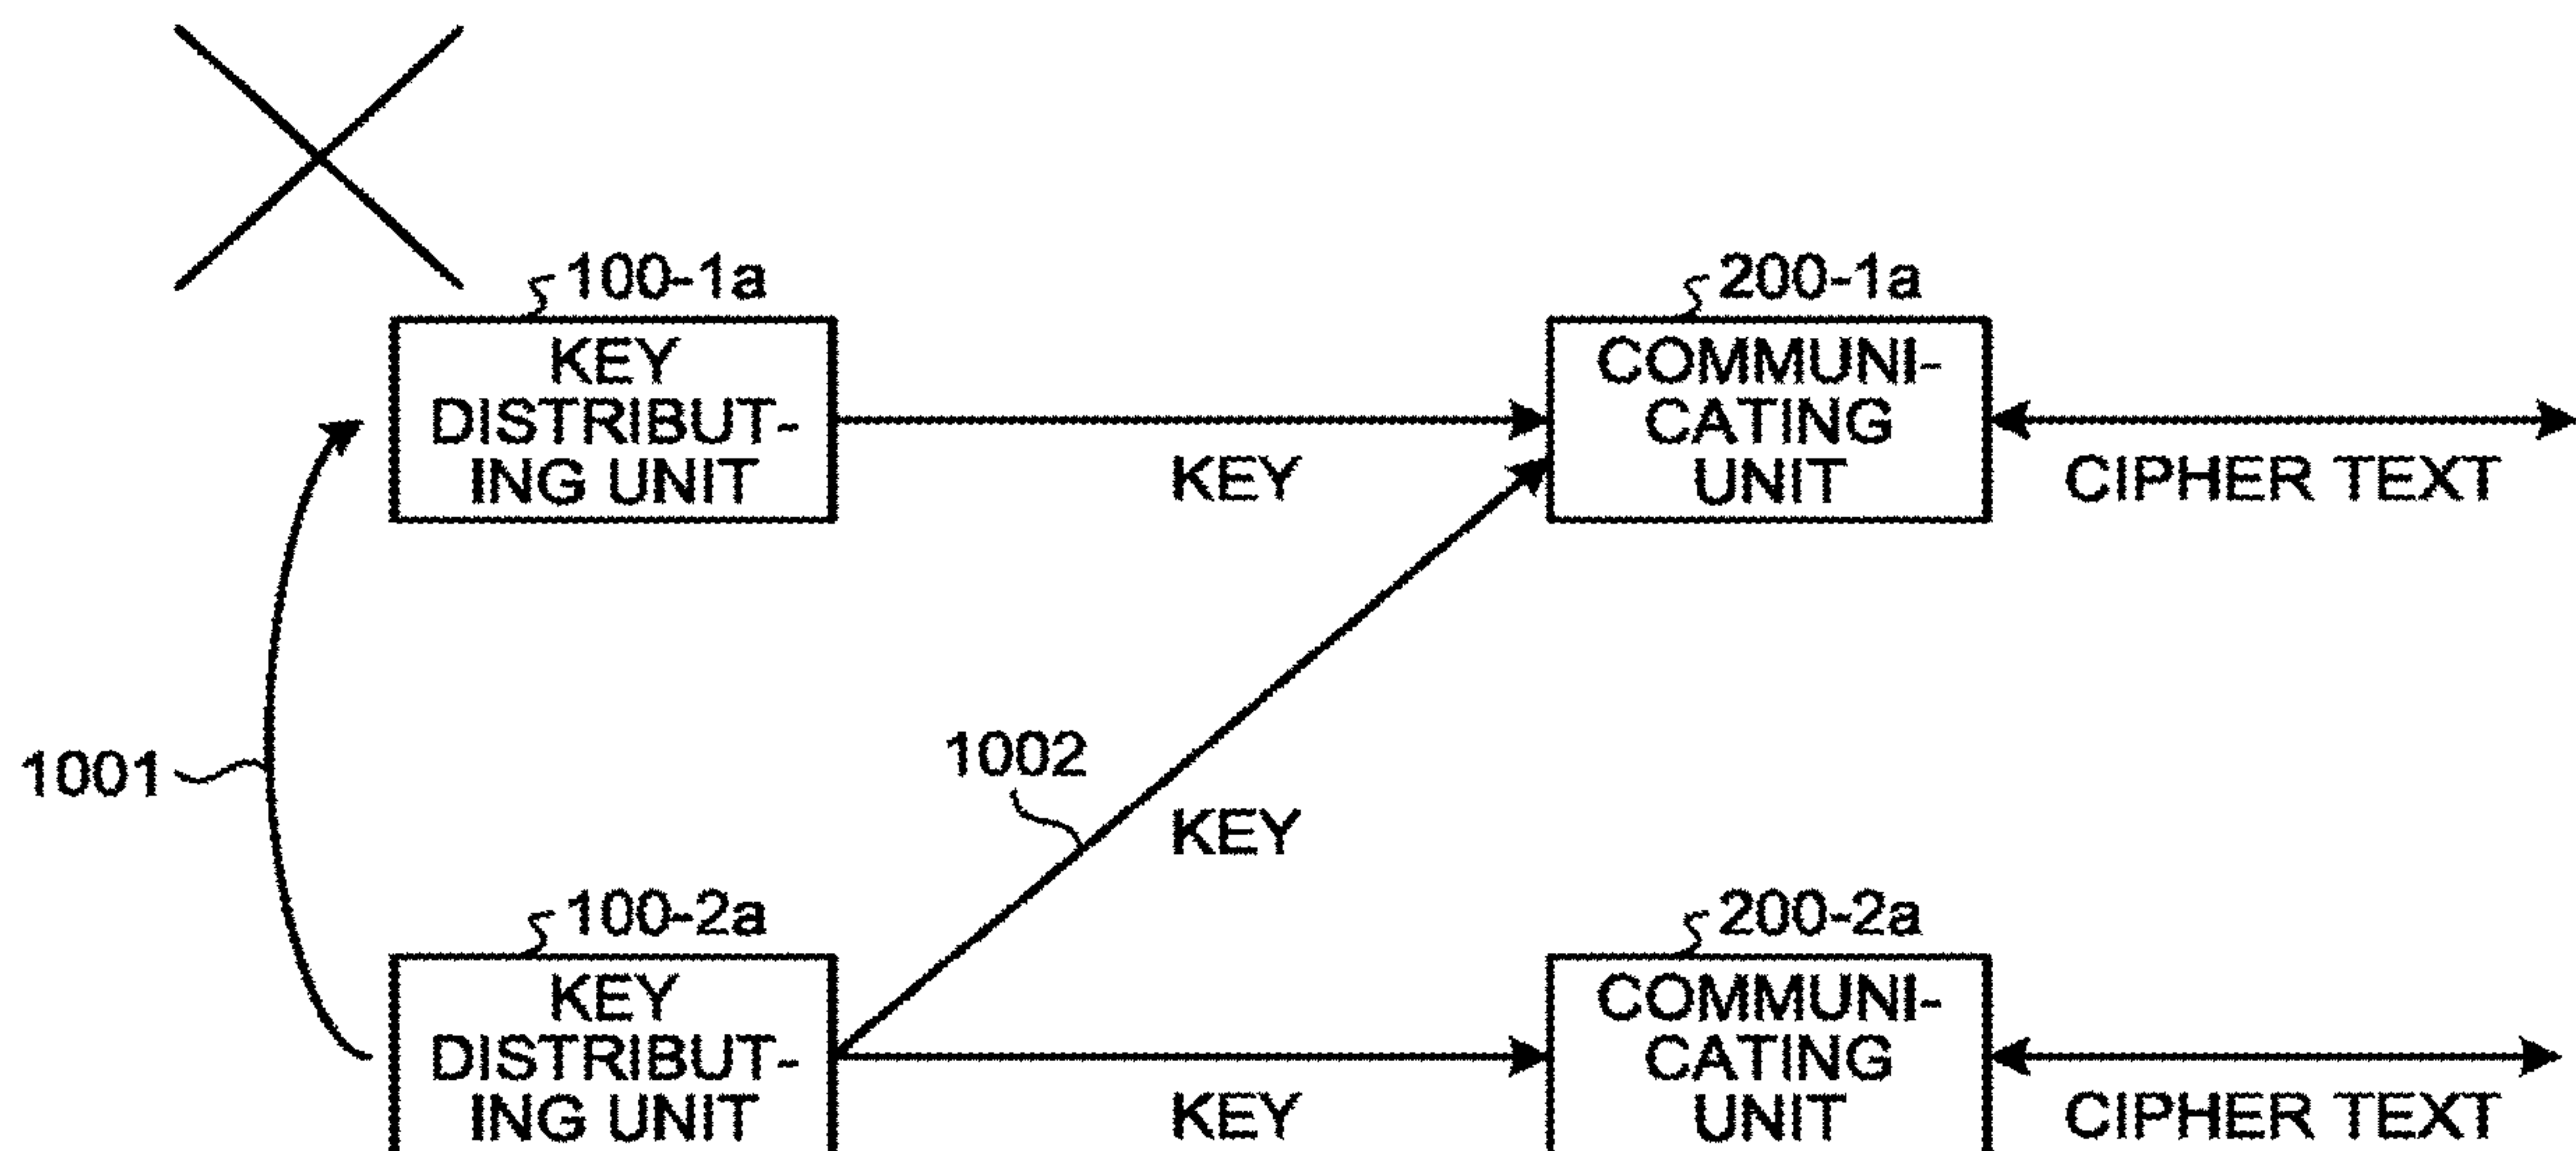 100-1a
200-1a
KEY
DISTRIBUT-
ING UNIT
COMMUNI-
CATING
UNIT
KEY
CIPHER TEXT
1001
1002
KEY
100-2a
200-2a
KEY
DISTRIBUT-
ING UNIT
COMMUNI-
CATING
UNIT
KEY
CIPHER TEXT